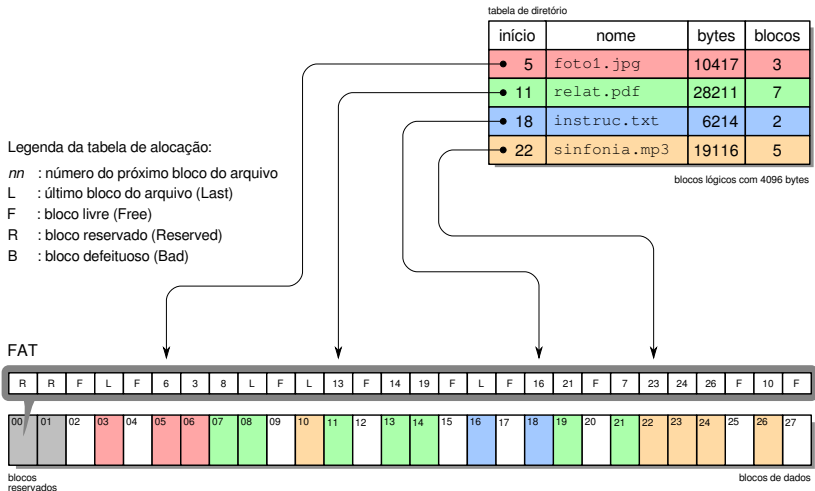 tabela de diretório
início nome bytes blocos
5 foto1.jpg 10417 3
11 relat.pdf 28211 7
18 instruc.txt 6214 2
22 sinfonia.mp3 19116 5
blocos lógicos com 4096 bytes
Legenda da tabela de alocação:
nn : número do próximo bloco do arquivo
L : último bloco do arquivo (Last)
F : bloco livre (Free)
R : bloco reservado (Reserved)
B : bloco defeituoso (Bad)
FAT
R R F L F 6 3 8 L F L 13 F 14 19 F L F 16 21 F 7 23 24 26 F 10 F
00 01 02 03 04 05 06 07 08 09 10 11 12 13 14 15 16 17 18 19 20 21 22 23 24 25 26 27
blocos
reservados
blocos de dados